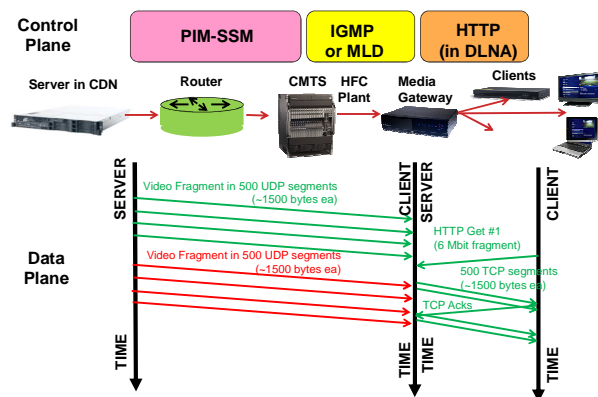 Control
Plane
PIM-SSM
IGMP
or MLD
HTTP
(in DLNA)
Server in CDN
Router
CMTS
HFC
Plant
Media
Gateway
Clients
SERVER
CLIENT
SERVER
CLIENT
Video Fragment in 500 UDP segments
(~1500 bytes ea)
HTTP Get #1
(6 Mbit fragment)
Data
Plane
Video Fragment in 500 UDP segments
(~1500 bytes ea)
500 TCP segments
(~1500 bytes ea)
TCP Acks
TIME
TIME
TIME
TIME